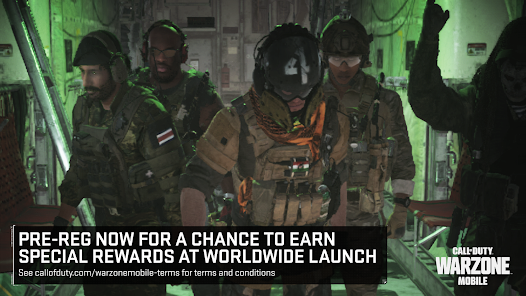 PRE-REG NOW FOR A CHANCE TO EARN
SPECIAL REWARDS AT WORLDWIDE LAUNCH
See callofduty.com/warzonemobile-terms for terms and conditions
CALL OF DUTY
WARZONE
MOBILE